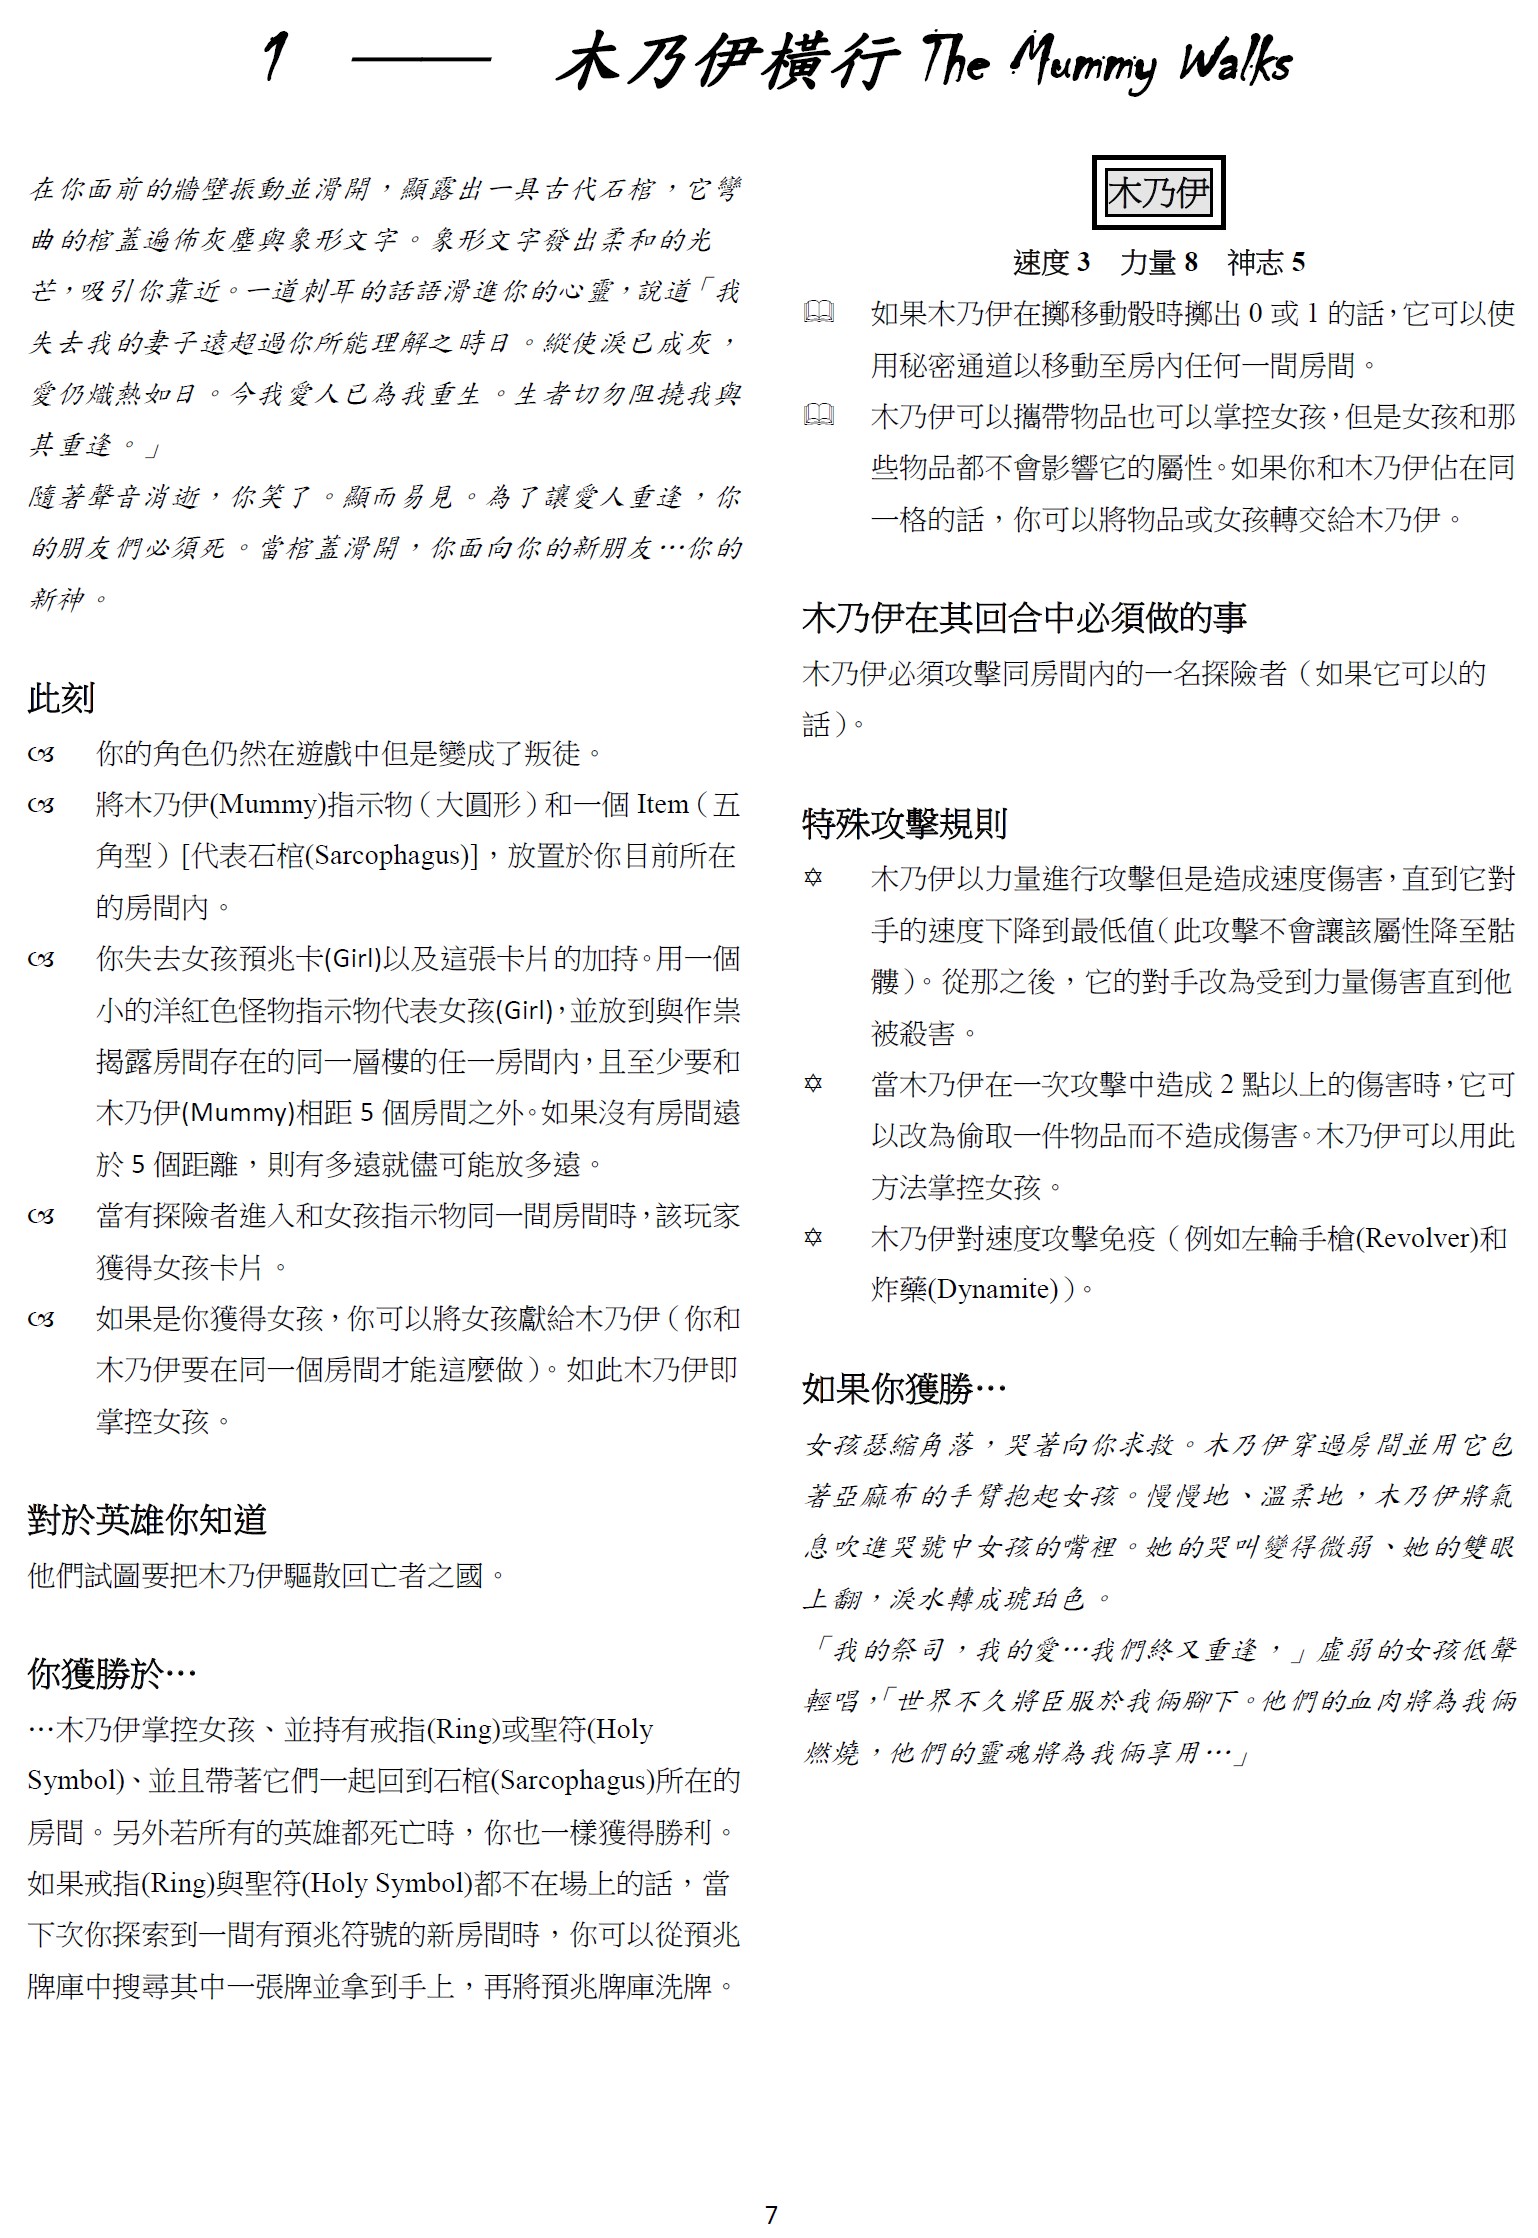 1 —— 木乃伊橫行 The Mummy Walks
在你面前的牆壁振動並滑開，顯露出一具古代石棺，它彎
曲的棺蓋遍佈灰塵與象形文字。象形文字發出柔和的光
芒，吸引你靠近。一道刺耳的話語滑進你的心靈，說道「我
失去我的妻子遠超過你所能理解之時日。縱使淚已成灰，
愛仍熾熱如日。今我愛人已為我重生。生者切勿阻撓我與
其重逢。」
隨著聲音消逝，你笑了。顯而易見。為了讓愛人重逢，你
的朋友們必須死。當棺蓋滑開，你面向你的新朋友…你的
新神。
此刻
你的角色仍然在遊戲中但是變成了叛徒。
將木乃伊(Mummy)指示物（大圓形）和一個 Item（五
角型）[代表石棺(Sarcophagus)]，放置於你目前所在
的房間內。
你失去女孩預兆卡(Girl)以及這張卡片的加持。用一個
小的洋紅色怪物指示物代表女孩(Girl)，並放到與作祟
揭露房間存在的同一層樓的任一房間內，且至少要和
木乃伊(Mummy)相距 5 個房間之外。如果沒有房間遠
於 5 個距離，則有多遠就儘可能放多遠。
當有探險者進入和女孩指示物同一間房間時，該玩家
獲得女孩卡片。
如果是你獲得女孩，你可以將女孩獻給木乃伊（你和
木乃伊要在同一個房間才能這麼做）。如此木乃伊即
掌控女孩。
對於英雄你知道
他們試圖要把木乃伊驅散回亡者之國。
你獲勝於…
…木乃伊掌控女孩、並持有戒指(Ring)或聖符(Holy
Symbol)、並且帶著它們一起回到石棺(Sarcophagus)所在的
房間。另外若所有的英雄都死亡時，你也一樣獲得勝利。
如果戒指(Ring)與聖符(Holy Symbol)都不在場上的話，當
下次你探索到一間有預兆符號的新房間時，你可以從預兆
牌庫中搜尋其中一張牌並拿到手上，再將預兆牌庫洗牌。
木乃伊
速度 3 力量 8 神志 5
如果木乃伊在擲移動骰時擲出 0 或 1 的話，它可以使
用秘密通道以移動至房內任何一間房間。
木乃伊可以攜帶物品也可以掌控女孩，但是女孩和那
些物品都不會影響它的屬性。如果你和木乃伊佔在同
一格的話，你可以將物品或女孩轉交給木乃伊。
木乃伊在其回合中必須做的事
木乃伊必須攻擊同房間內的一名探險者（如果它可以的
話）。
特殊攻擊規則
木乃伊以力量進行攻擊但是造成速度傷害，直到它對
手的速度下降到最低值（此攻擊不會讓該屬性降至骷
髏）。從那之後，它的對手改為受到力量傷害直到他
被殺害。
當木乃伊在一次攻擊中造成 2 點以上的傷害時，它可
以改為偷取一件物品而不造成傷害。木乃伊可以用此
方法掌控女孩。
木乃伊對速度攻擊免疫（例如左輪手槍(Revolver)和
炸藥(Dynamite)）。
如果你獲勝…
女孩瑟縮角落，哭著向你求救。木乃伊穿過房間並用它包
著亞麻布的手臂抱起女孩。慢慢地、溫柔地，木乃伊將氣
息吹進哭號中女孩的嘴裡。她的哭叫變得微弱、她的雙眼
上翻，淚水轉成琥珀色。
「我的祭司，我的愛…我們終又重逢，」虛弱的女孩低聲
輕唱，「世界不久將臣服於我倆腳下。他們的血肉將為我倆
燃燒，他們的靈魂將為我倆享用…」
7